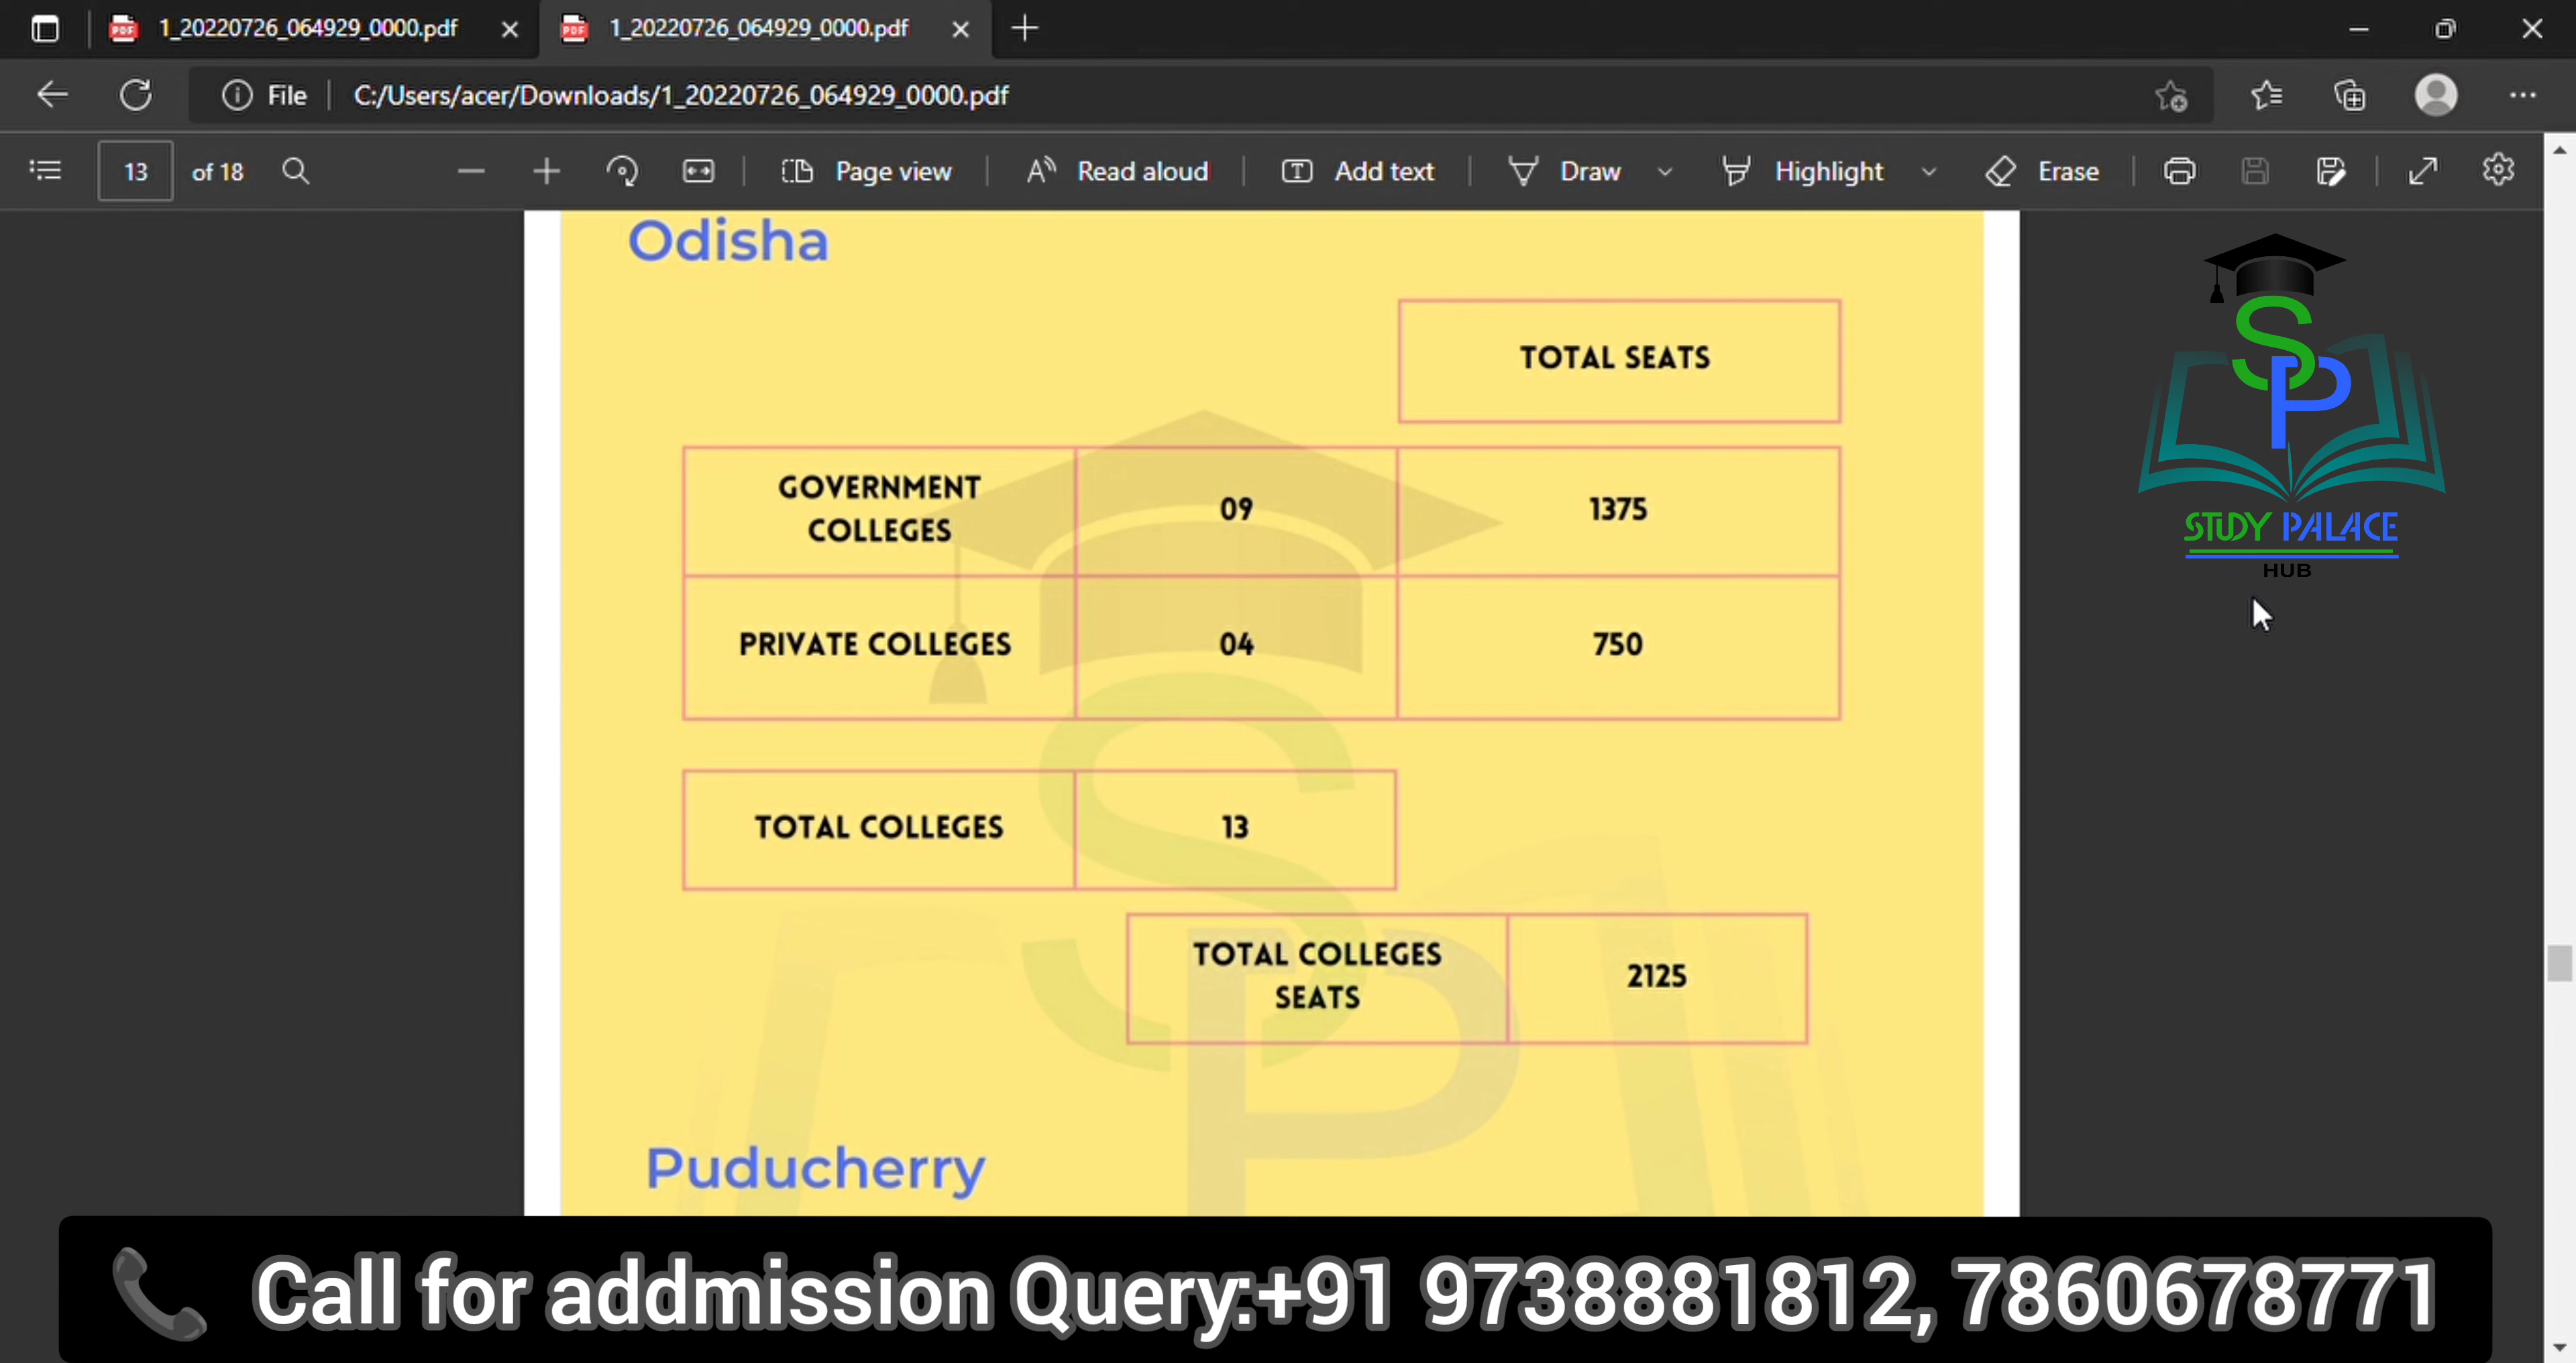 1_20220726_064929_0000.pdf
1_20220726_064929_0000.pdf
File
C:/Users/acer/Downloads/1_20220726_064929_0000.pdf
13 of 18
Page view
Read aloud
Add text
Draw
Highlight
Erase
Odisha
TOTAL SEATS
GOVERNMENT
COLLEGES
09
1375
PRIVATE COLLEGES
04
750
TOTAL COLLEGES
13
TOTAL COLLEGES
SEATS
2125
Puducherry
SP
STUDY PALACE
HUB
Call for addmission Query:+91 9738881812, 7860678771